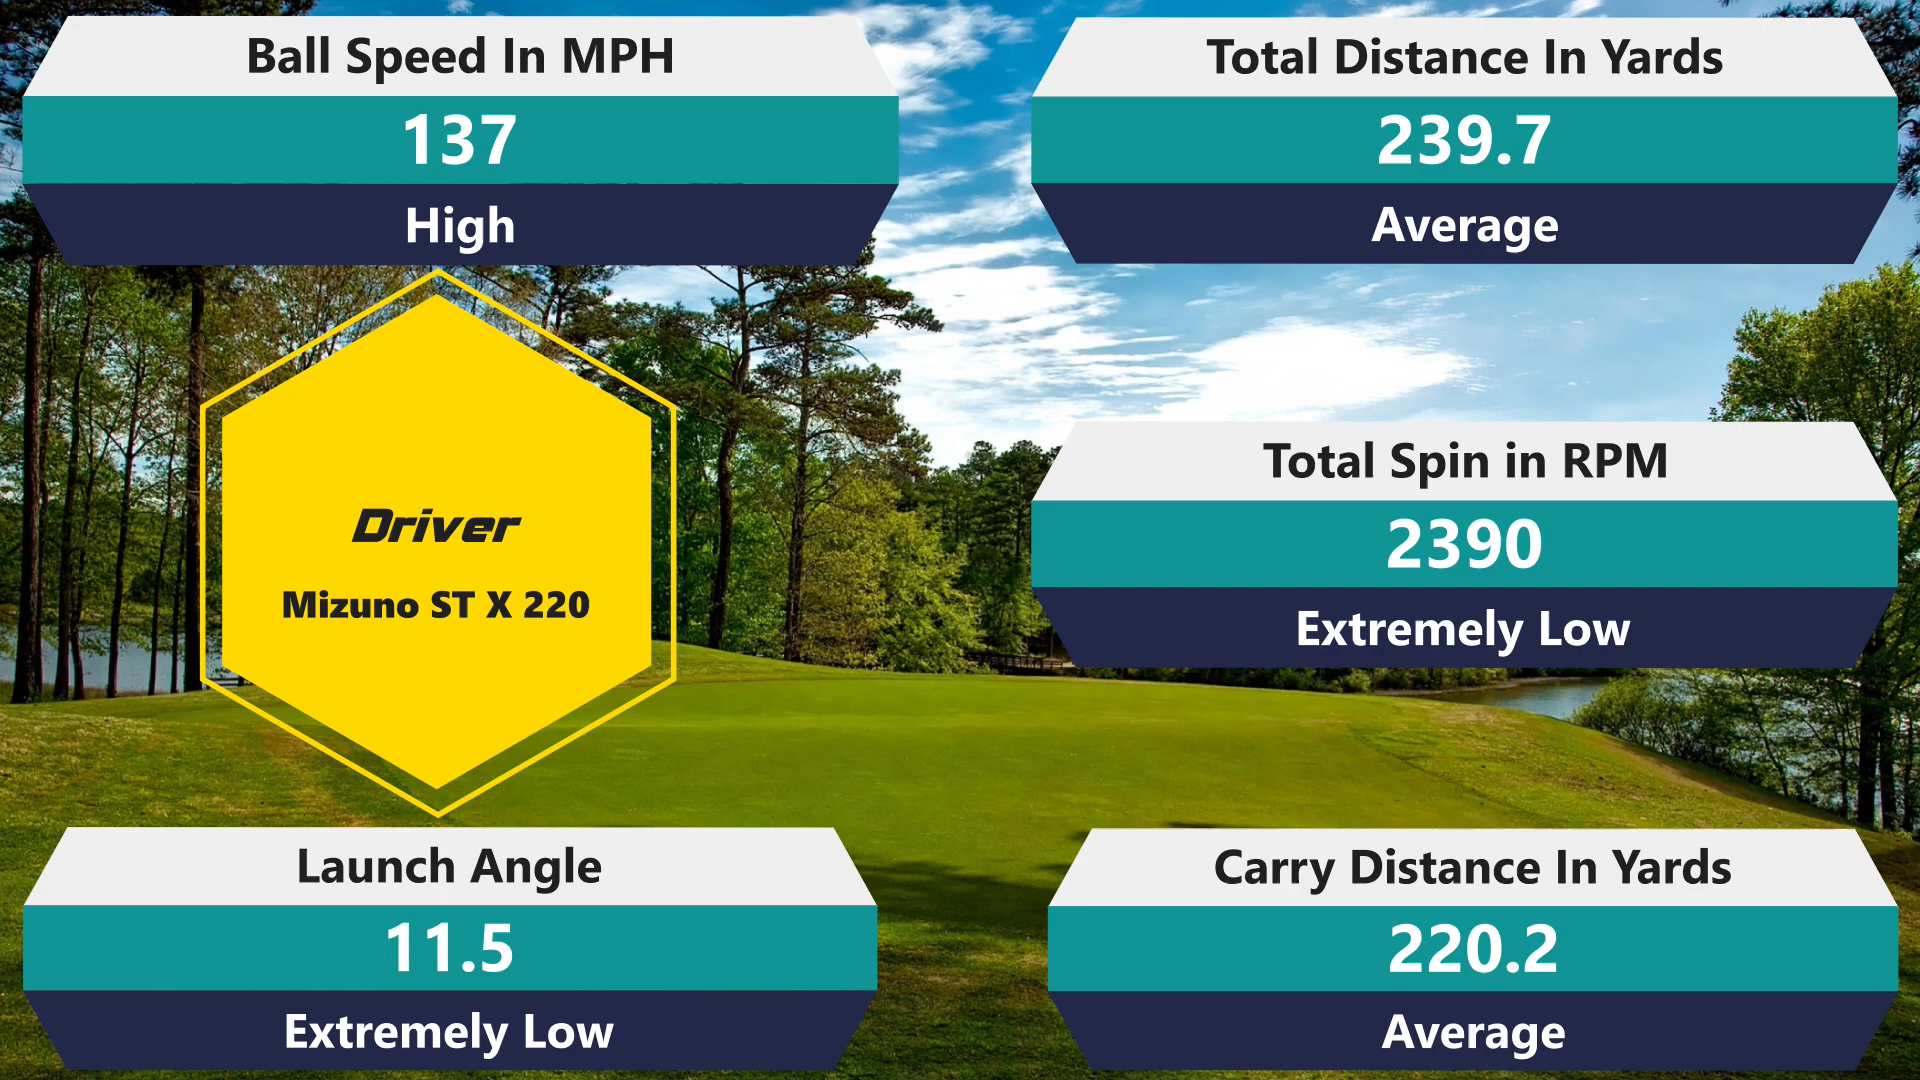 Ball Speed In MPH
137
High
Total Distance In Yards
239.7
Average
Driver
Mizuno ST X 220
Total Spin in RPM
2390
Extremely Low
Launch Angle
11.5
Extremely Low
Carry Distance In Yards
220.2
Average